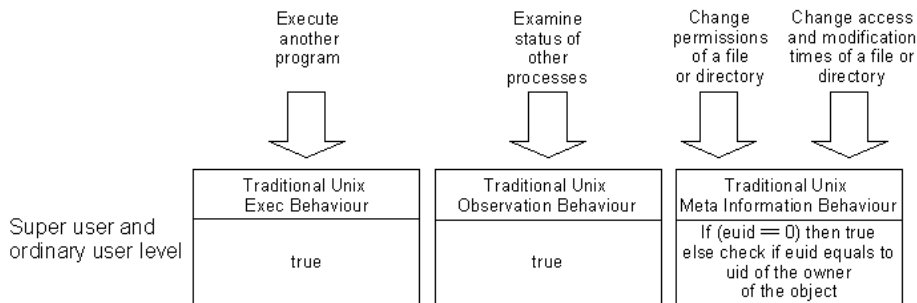 Execute
another
program
Examine
status of
other
processes
Change
permissions
of a file
or directory
Change access
and modification
times of a file or
directory
Super user and
ordinary user level
Traditional Unix
Exec Behaviour
true
Traditional Unix
Observation Behaviour
true
Traditional Unix
Meta Information Behaviour
If (euid == 0) then true
else check if euid equals to
uid of the owner
of the object